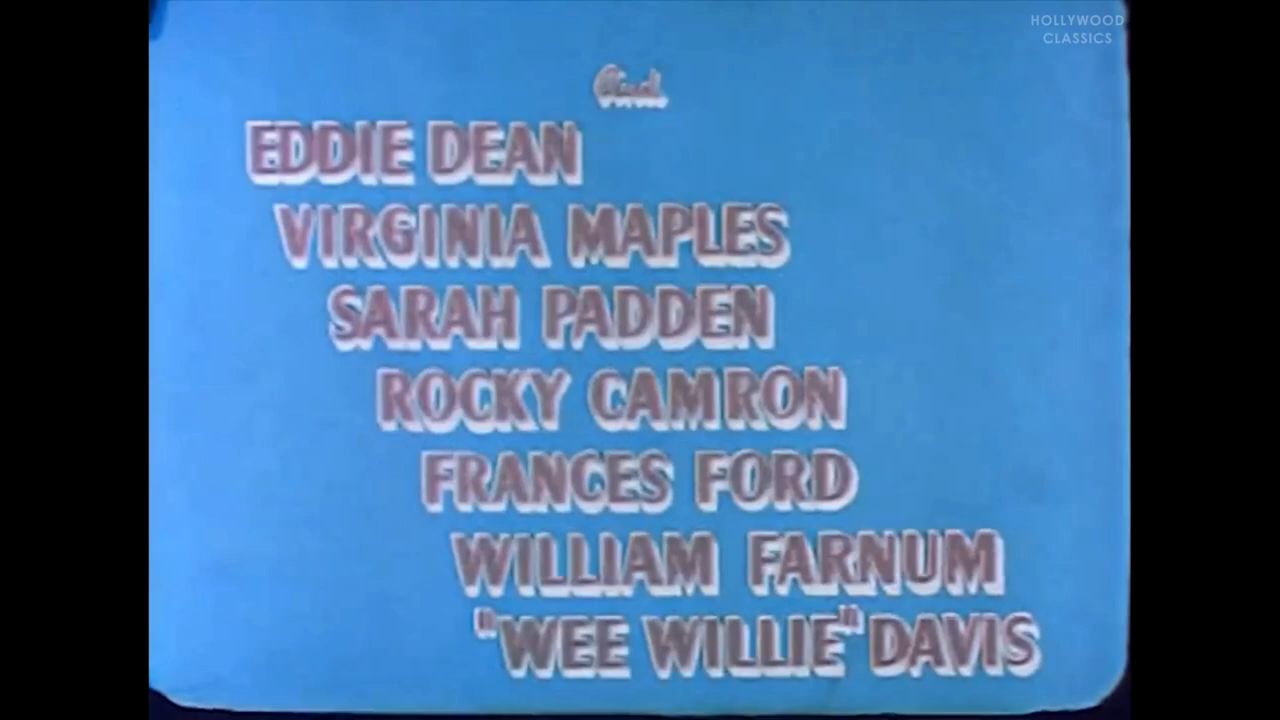 HOLLYWOOD
CLASSICS
And
EDDIE DEAN
VIRGINIA MAPLES
SARAH PADDEN
ROCKY CAMRON
FRANCES FORD
WILLIAM FARNUM
"WEE WILLIE" DAVIS